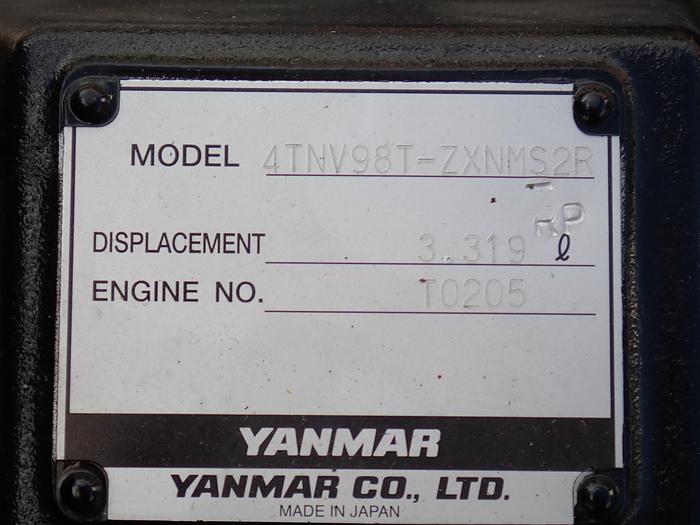 MODEL 4TNV98T-ZXNMS2R
-
RP
DISPLACEMENT 3.319 ℓ
ENGINE NO. T0205
YANMAR
YANMAR CO., LTD.
MADE IN JAPAN